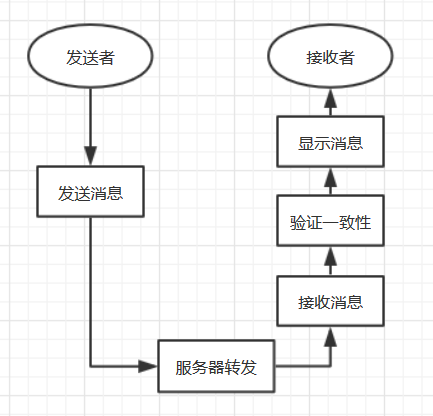 发送者
接收者
显示消息
发送消息
验证一致性
接收消息
服务器转发